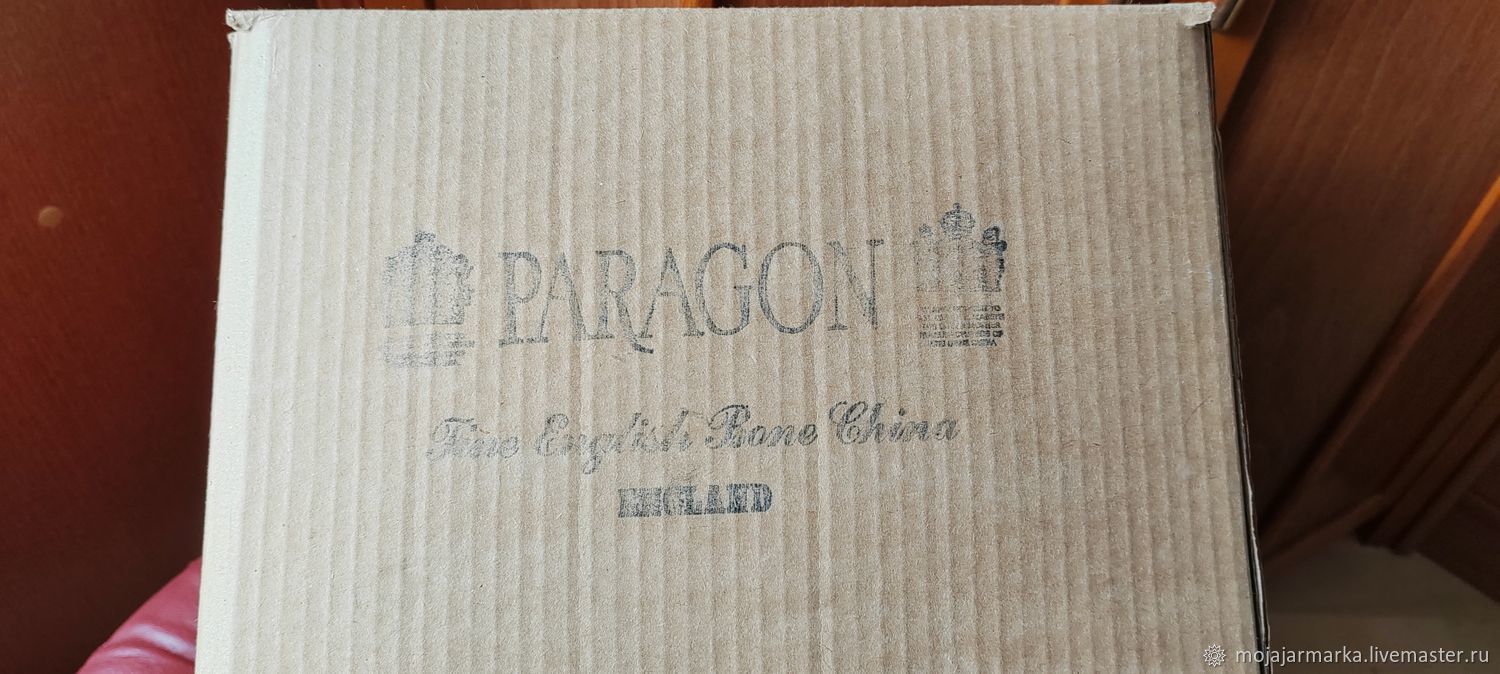 PARAGON
Fine English Bone China
ENGLAND
mojajarmarka.livemaster.ru